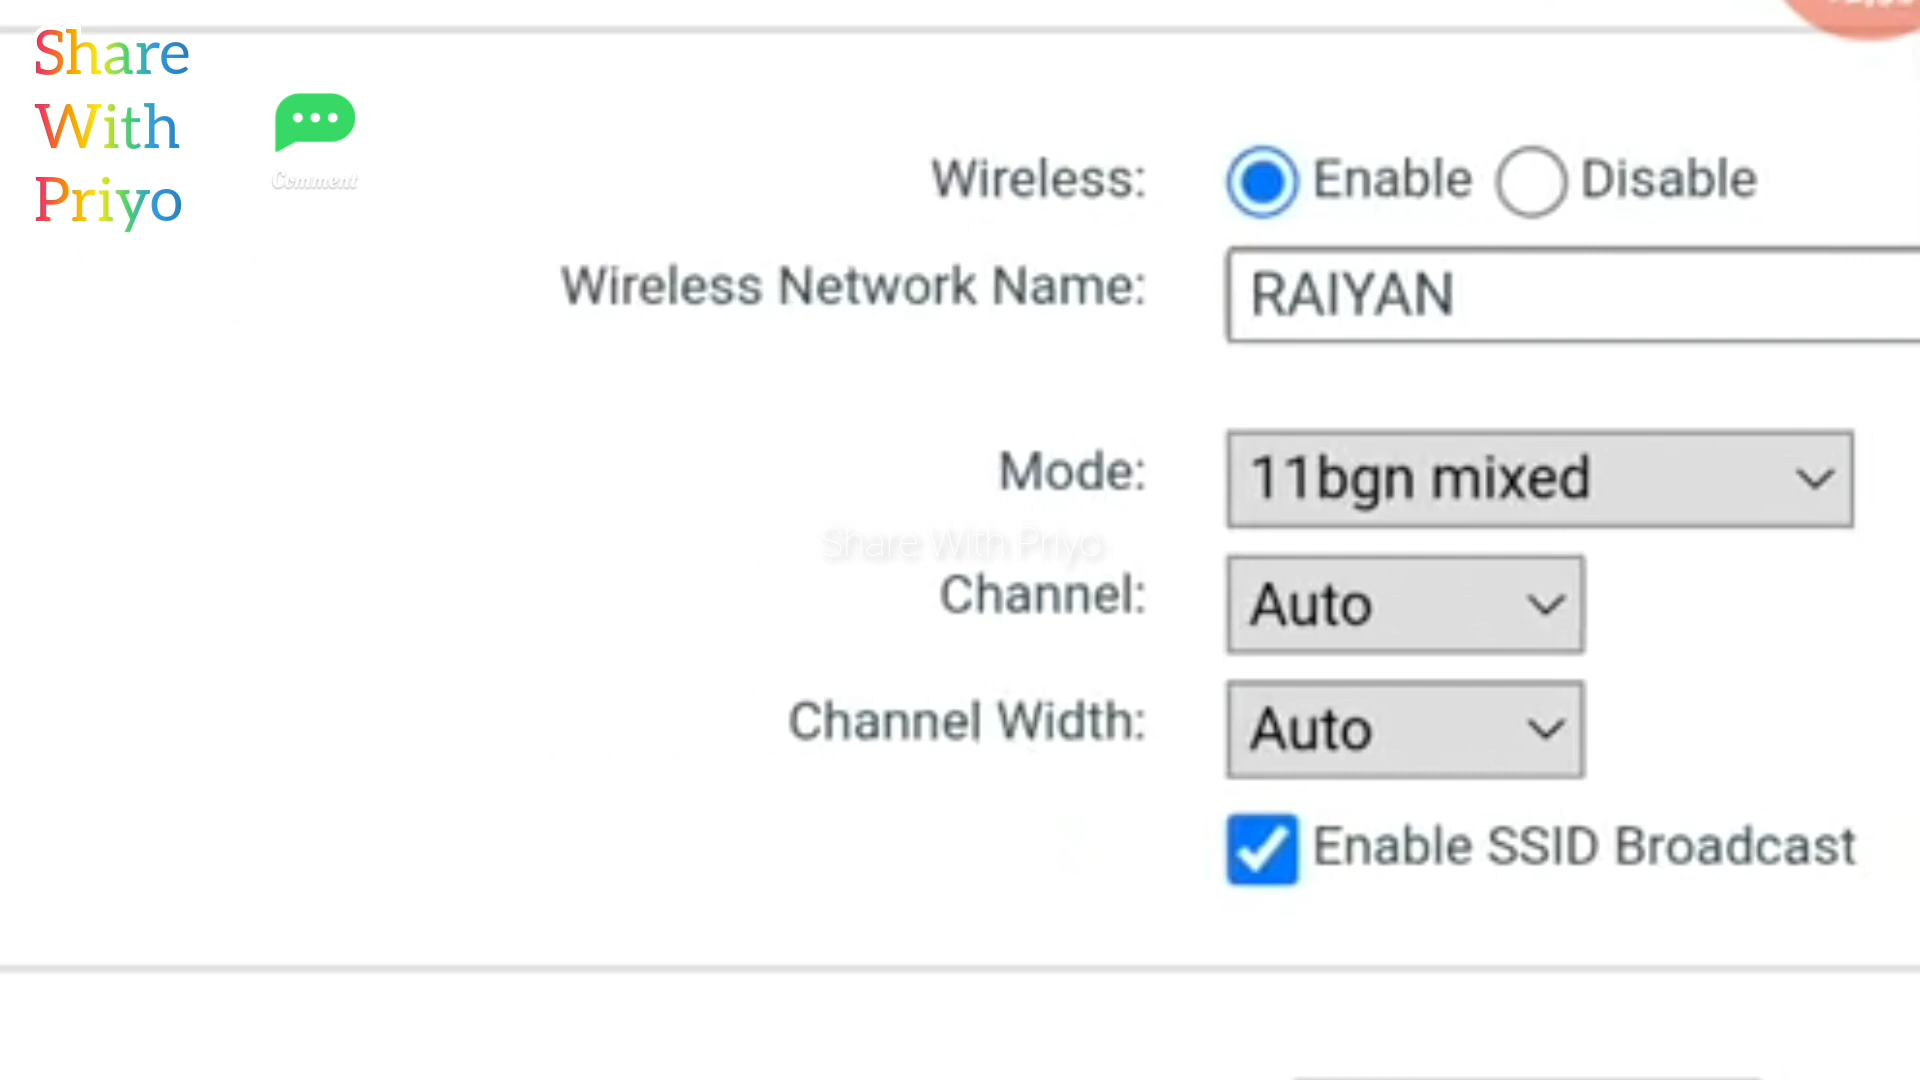 Share
With
Priyo
Comment
Wireless: Enable Disable
Wireless Network Name: RAIYAN
Mode: 11bgn mixed
Share With Priyo
Channel: Auto
Channel Width: Auto
Enable SSID Broadcast